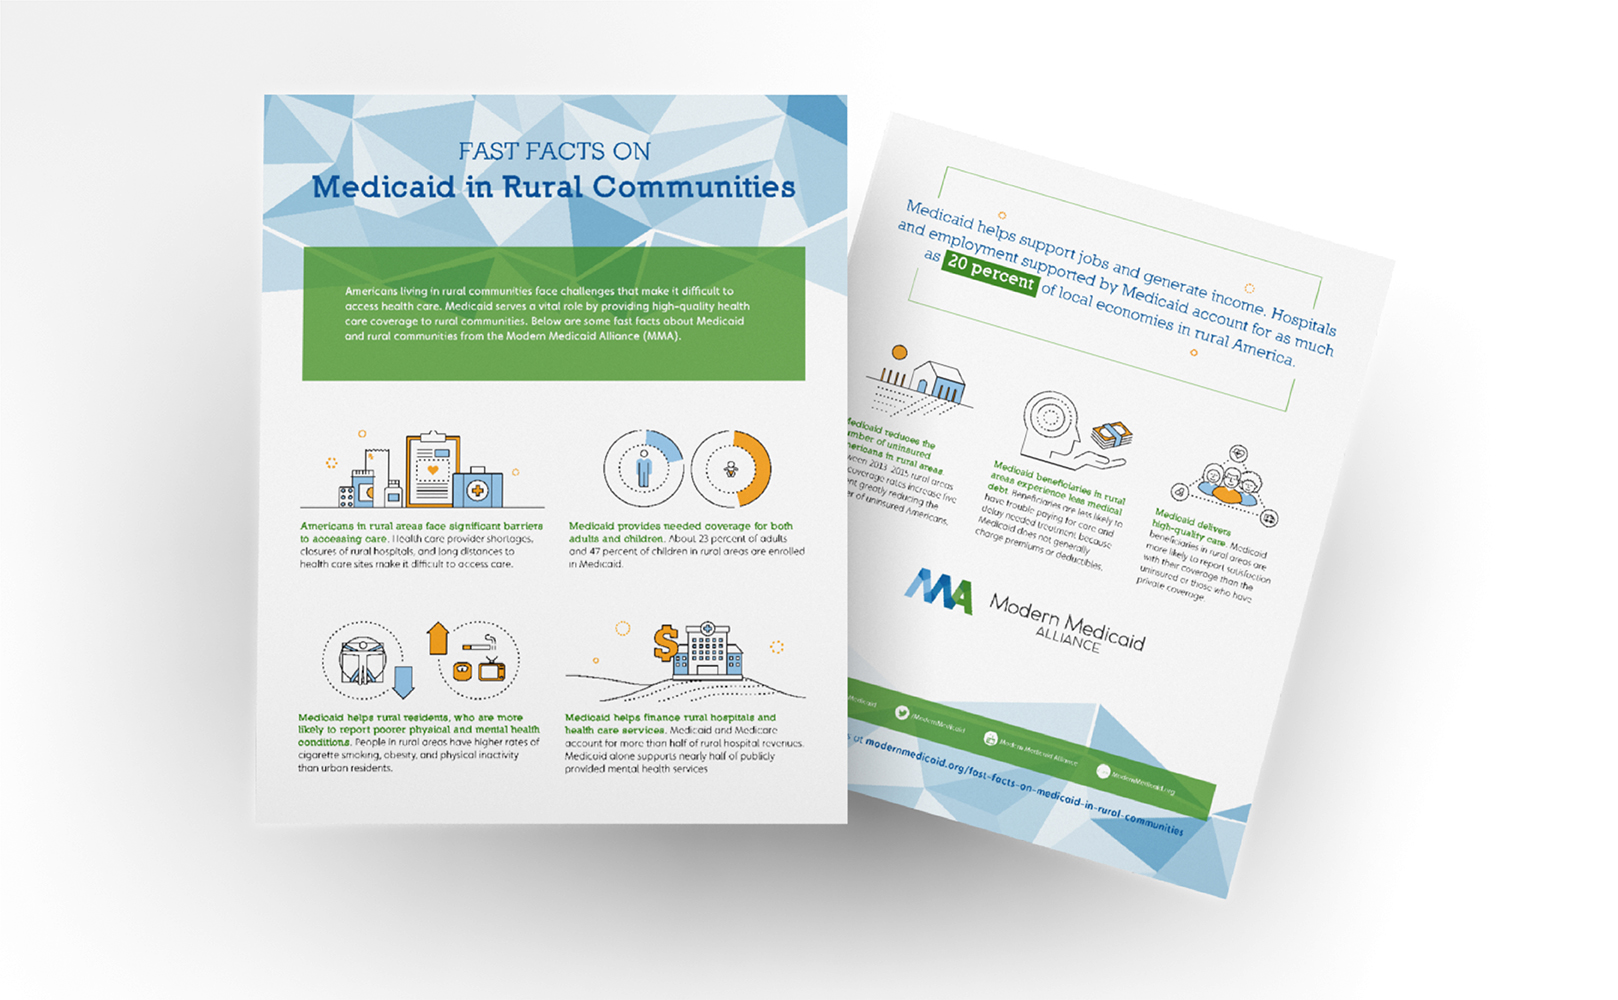 FAST FACTS ON
Medicaid in Rural Communities
Americans living in rural communities face challenges that make it difficult to
access health care. Medicaid serves a vital role by providing high-quality health
care coverage to rural communities. Below are some fast facts about Medicaid
and rural communities from the Modern Medicaid Alliance (MMA).
Americans in rural areas face significant barriers
to accessing care. Health care provider shortages,
closures of rural hospitals, and long distances to
health care sites make it difficult to access care.
Medicaid provides needed coverage for both
adults and children. About 23 percent of adults
and 47 percent of children in rural areas are enrolled
in Medicaid.
Medicaid helps rural residents, who are more
likely to report poorer physical and mental health
conditions. People in rural areas have higher rates of
cigarette smoking, obesity, and physical inactivity
than urban residents.
Medicaid helps finance rural hospitals and
health care services. Medicaid and Medicare
account for more than half of rural hospital revenues.
Medicaid alone supports nearly half of publicly
provided mental health services
Medicaid helps support jobs and generate income. Hospitals
and employment supported by Medicaid account for as much
as 20 percent of local economies in rural America.
Medicaid reduces the
number of uninsured
Americans in rural areas.
2013-2015 rural areas
coverage rates increase five
greatly reducing the
of uninsured Americans.
Medicaid beneficiaries in rural
areas experience less medical
debt. Beneficiaries are less likely to
have trouble paying for care and
delay needed treatment because
Medicaid does not generally
charge premiums or deductibles.
Medicaid delivers
high-quality care. Medicaid
beneficiaries in rural areas are
more likely to report satisfaction
with their coverage than the
uninsured or those who have
private coverage.
MMA
Modern Medicaid
ALLIANCE
/ModernMedicaid
Modern Medicaid Alliance
ModernMedicaid.org
at modernmedicaid.org/fast-facts-on-medicaid-in-rural-communities